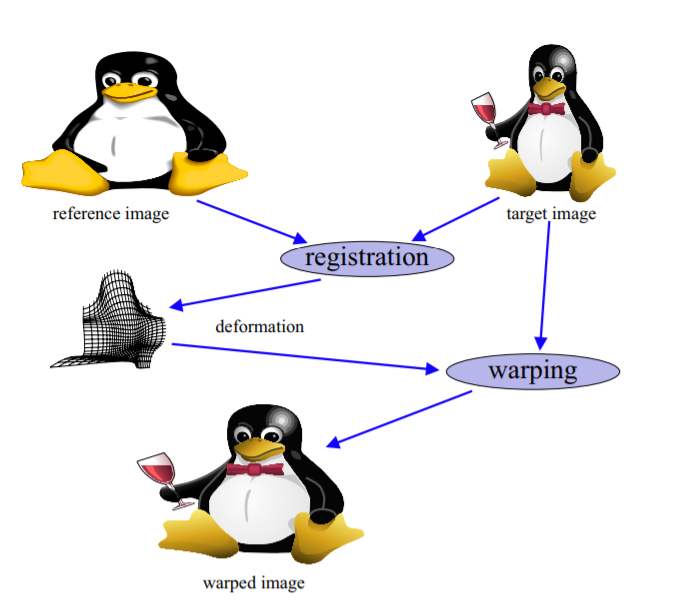 reference image
target image
registration
deformation
warping
warped image